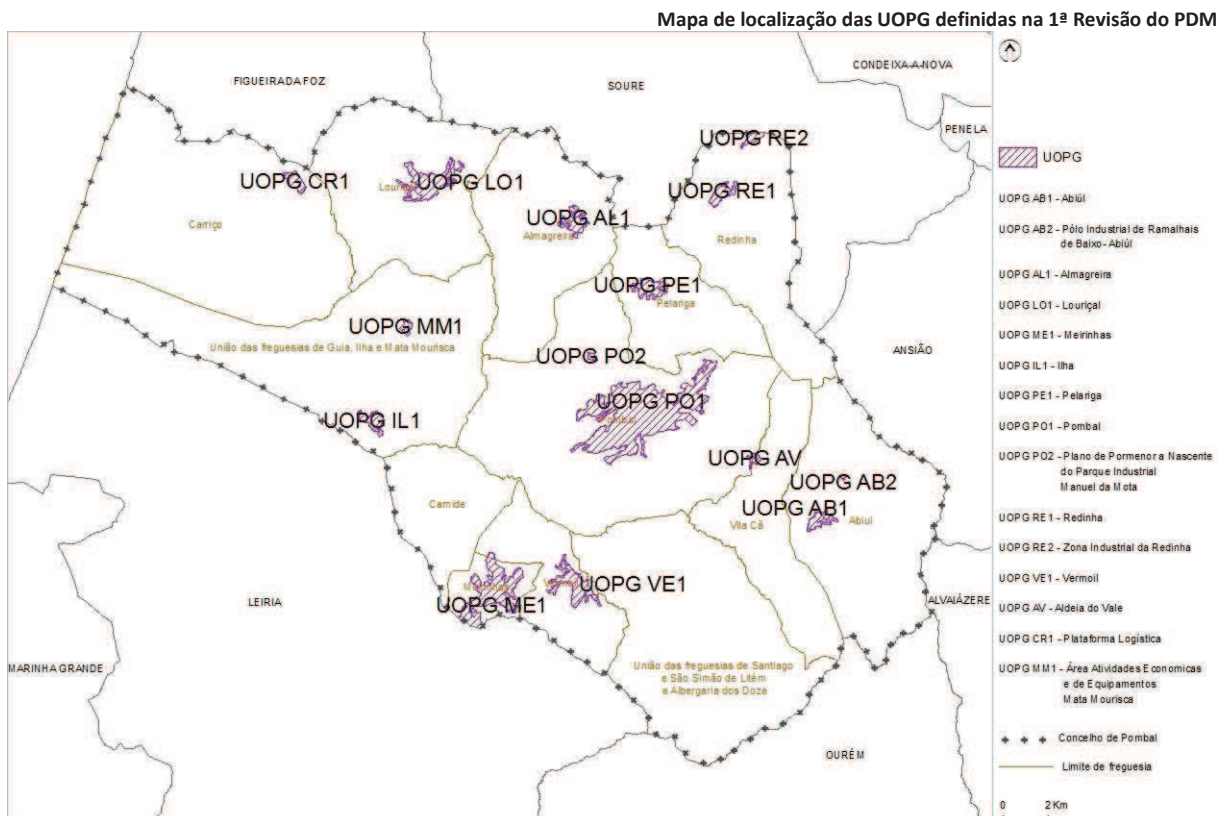 Mapa de localização das UOPG definidas na 1ª Revisão do PDM
CONDEIXA-A-NOVA
FIGUEIRA DA FOZ
SOURE
PENELA
UOPG RE2
UOPG CR1
UOPG LO1
UOPG RE1
UOPG AL1
Almagreira
Carriço
Redinha
UOPG PE1
Pelariga
UOPG MM1
União das freguesias de Guia, Ilha e Mata Mourisca
UOPG PO2
ANSIÃO
UOPG PO1
UOPG IL1
UOPG AV
UOPG AB2
UOPG AB1
Carnide
Vila Cã
Abiul
UOPG VE1
UOPG ME1
LEIRIA
ALVAIÁZERE
MARINHA GRANDE
União das freguesias de Santiago
e São Simão de Litém
e Albergaria dos Doze
OURÉM
UOPG
UOPG AB1 - Abiúl
UOPG AB2 - Pólo Industrial de Ramalhais
de Baixo- Abiúl
UOPG AL1 - Almagreira
UOPG LO1 - Louriçal
UOPG ME1 - Meirinhas
UOPG IL1 - Ilha
UOPG PE1 - Pelariga
UOPG PO1 - Pombal
UOPG PO2 - Plano de Pormenor a Nascente
do Parque Industrial
Manuel da Mota
UOPG RE1 - Redinha
UOPG RE2 - Zona Industrial da Redinha
UOPG VE1 - Vermoil
UOPG AV - Aldeia do Vale
UOPG CR1 - Plataforma Logística
UOPG MM1 - Área Atividades Economicas
e de Equipamentos
Mata Mourisca
Concelho de Pombal
Limite de freguesia
0 2 Km